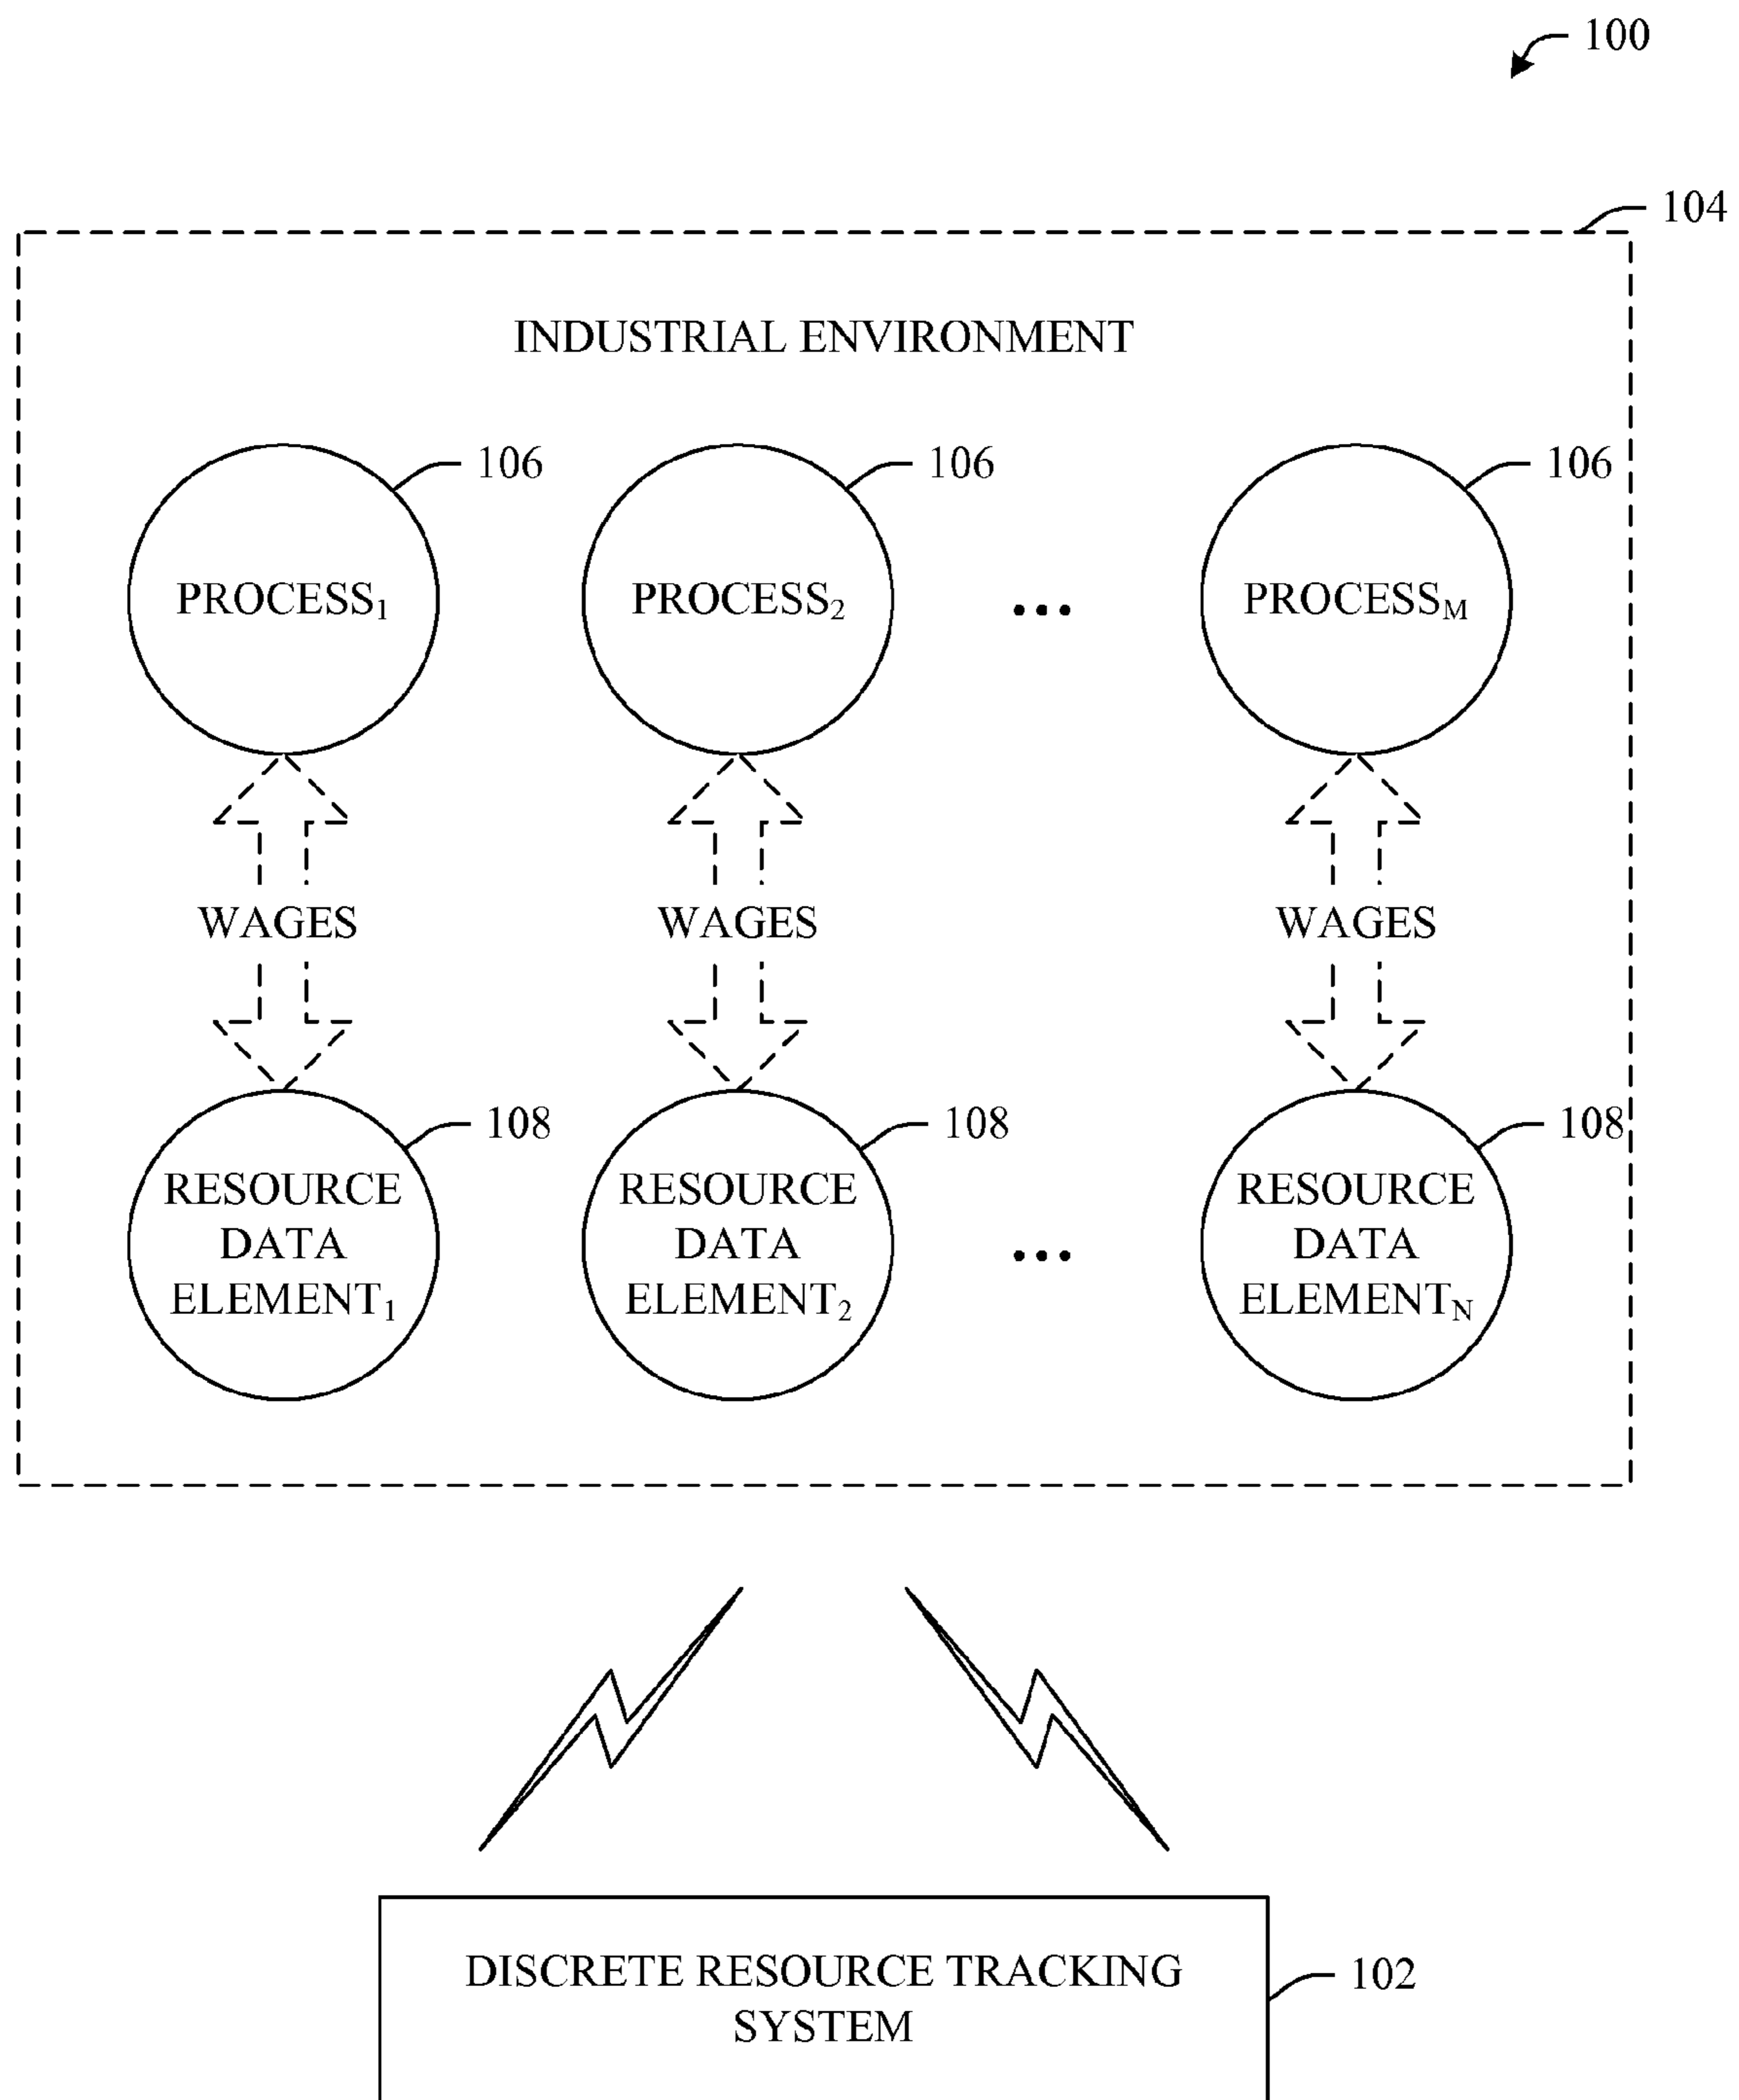 100
104
INDUSTRIAL ENVIRONMENT
106 106 106
PROCESS₁ PROCESS₂ ... PROCESSM
WAGES WAGES WAGES
108 108 108
RESOURCE RESOURCE RESOURCE
DATA DATA ... DATA
ELEMENT₁ ELEMENT₂ ELEMENTN
DISCRETE RESOURCE TRACKING 102
SYSTEM